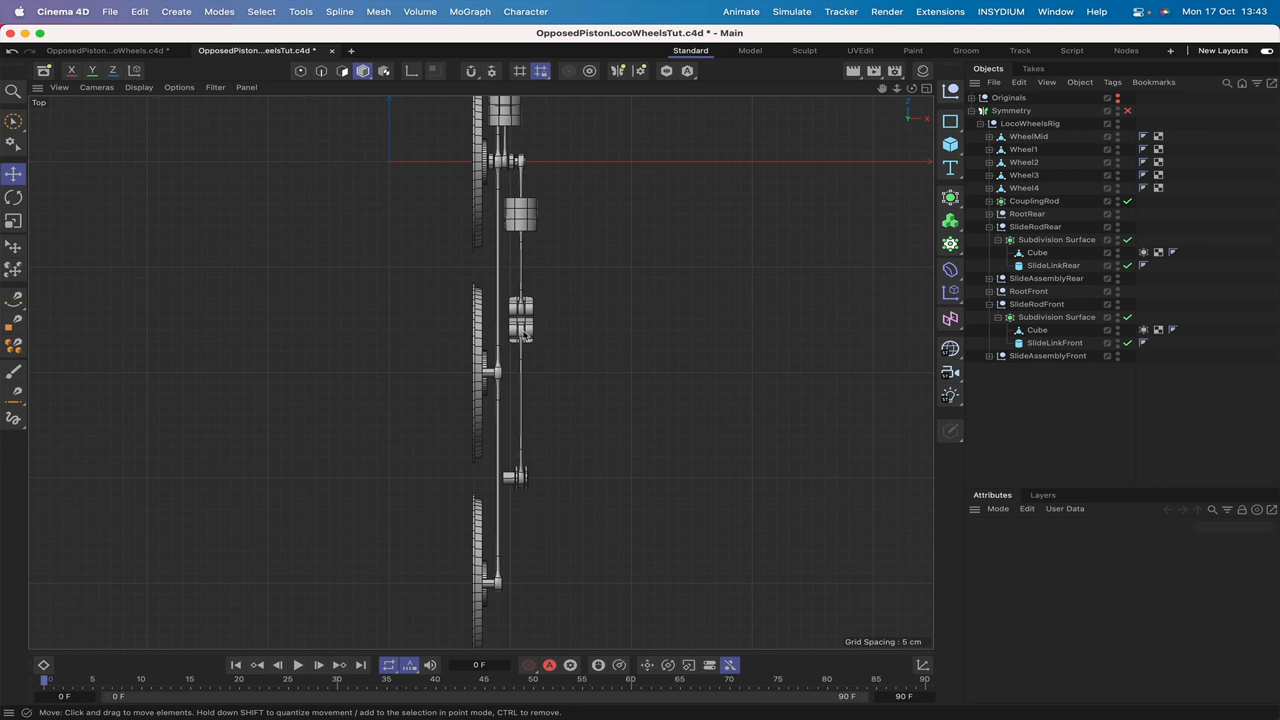 Cinema 4D File Edit Create Modes Select Tools Spline Mesh Volume MoGraph Character Animate Simulate Tracker Render Extensions INSYDIUM Window Help Mon 17 Oct 13:43
OpposedPistonLocoWheelsTut.c4d * - Main
OpposedPiston...oWheels.c4d * OpposedPiston...eelsTut.c4d * Standard Model Sculpt UVEdit Paint Groom Track Script Nodes New Layouts
X Y Z Objects Takes
View Cameras Display Options Filter Panel File Edit View Object Tags Bookmarks
Top
Originals
Symmetry
Z
X
Y
LocoWheelsRig
WheelMid
Wheel1
Wheel2
Wheel3
Wheel4
CouplingRod
RootRear
SlideRodRear
Subdivision Surface
Cube
SlideLinkRear
SlideAssemblyRear
RootFront
SlideRodFront
Subdivision Surface
Cube
SlideLinkFront
SlideAssemblyFront
Attributes Layers
Mode Edit User Data
Grid Spacing : 5 cm
0 F
0 5 10 15 20 25 30 35 40 45 50 55 60 65 70 75 80 85 90
0 F 0 F 90 F 90 F
Move: Click and drag to move elements. Hold down SHIFT to quantize movement / add to the selection in point mode, CTRL to remove.